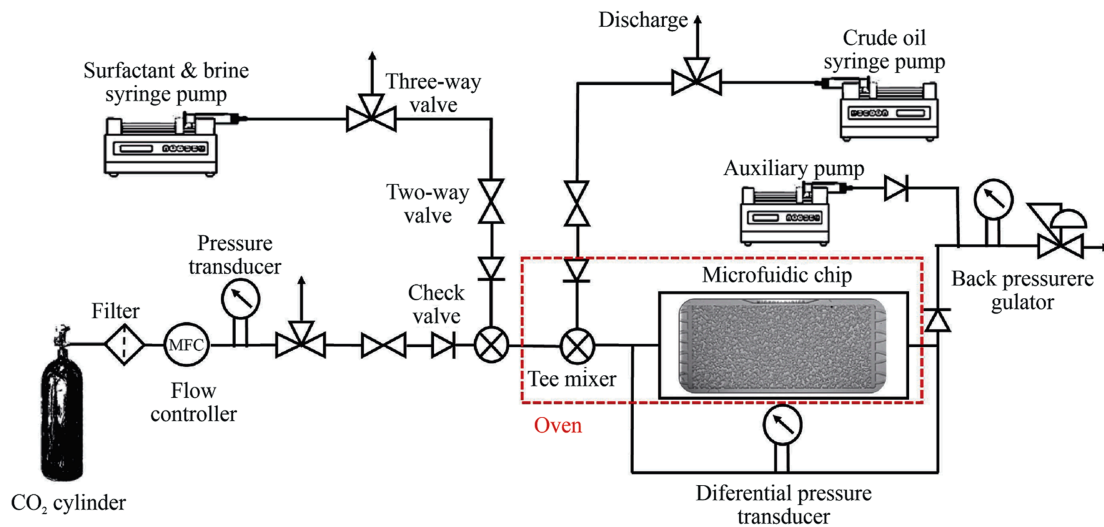 Discharge
Crude oil
syringe pump
Surfactant & brine
syringe pump
Three-way
valve
Auxiliary pump
Two-way
valve
Pressure
transducer
Microfuidic chip
Back pressurere
gulator
Filter
Check
valve
MFC
Flow
controller
Tee mixer
Oven
CO₂ cylinder
Diferential pressure
transducer